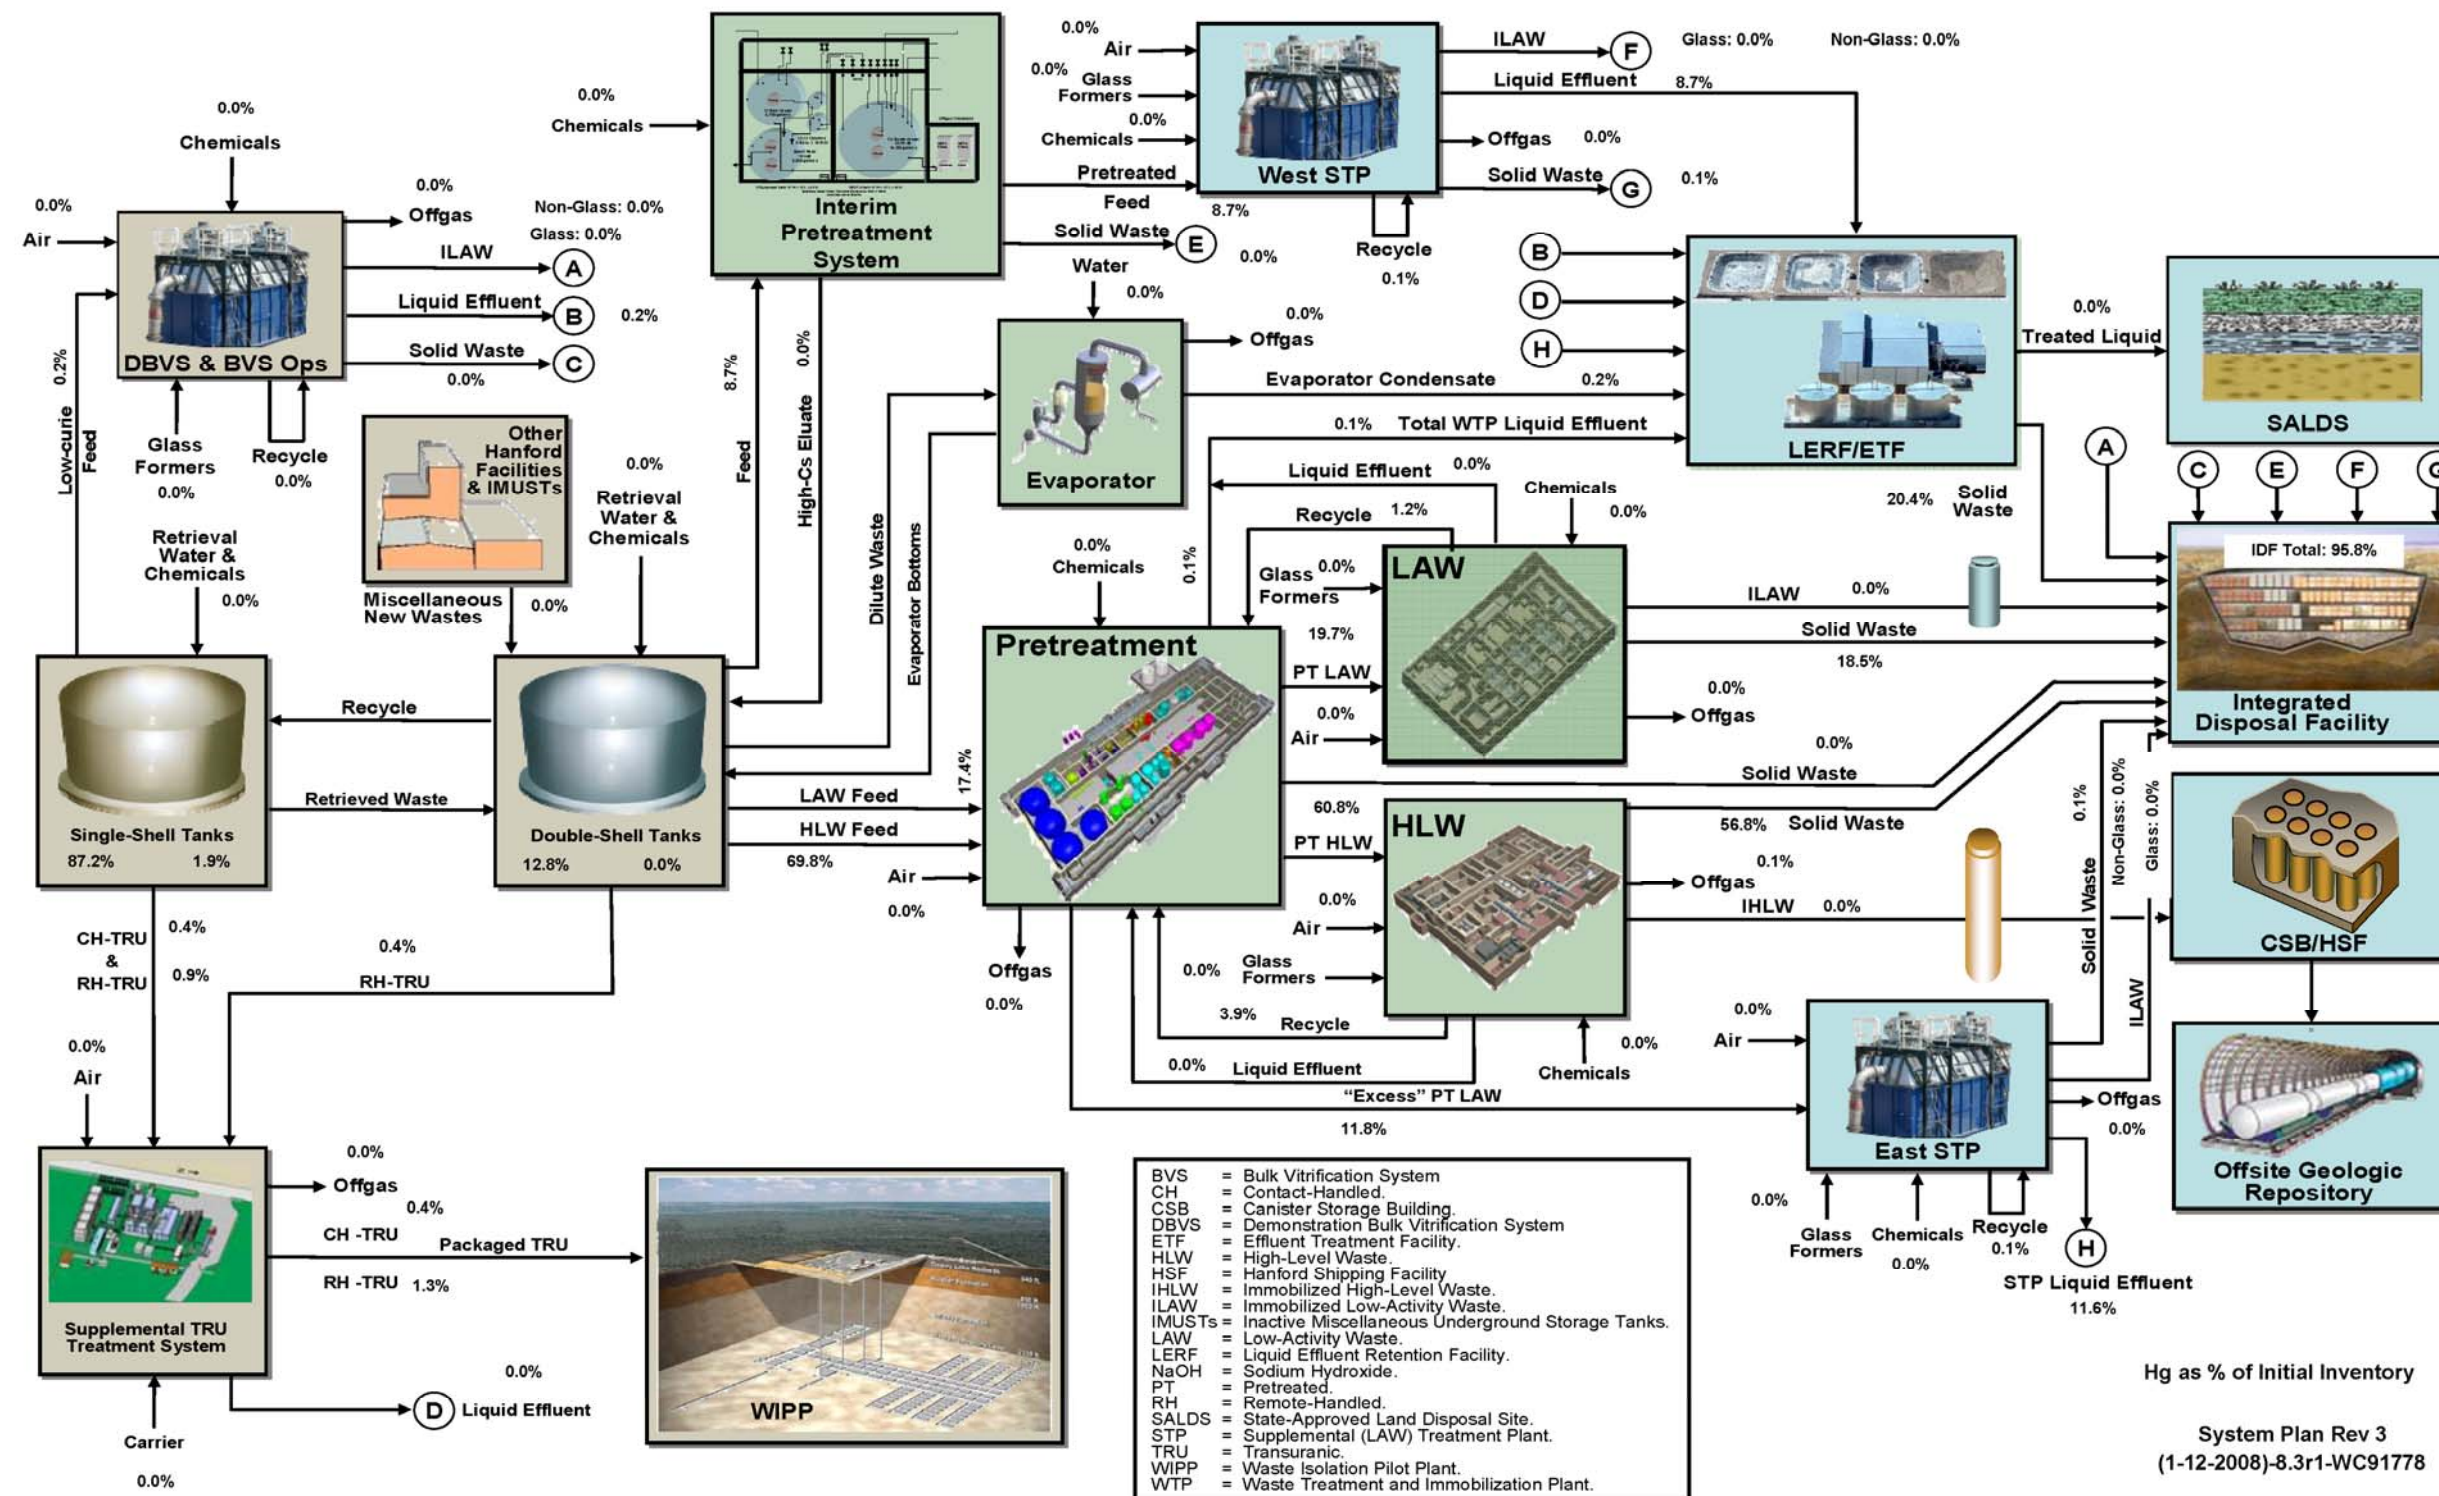 0.0%
Chemicals
0.0%
Air
0.0%
Offgas
Non-Glass: 0.0%
Glass: 0.0%
ILAW
A
Liquid Effluent
B
0.2%
Solid Waste
C
0.0%
DBVS & BVS Ops
0.2%
Low-curie
Feed
Glass
Formers
0.0%
Recycle
0.0%
0.0%
Chemicals
Interim
Pretreatment
System
Pretreated
Feed
8.7%
Solid Waste
E
0.0%
0.0%
Air
0.0%
Glass
Formers
0.0%
Chemicals
West STP
ILAW
F
Glass: 0.0%
Non-Glass: 0.0%
Liquid Effluent
8.7%
Offgas
0.0%
Solid Waste
G
0.1%
Recycle
0.1%
Other
Hanford
Facilities
& IMUSTs
Miscellaneous
New Wastes
0.0%
0.0%
Retrieval
Water &
Chemicals
Retrieval
Water &
Chemicals
0.0%
8.7%
Feed
0.0%
High-Cs Eluate
Dilute Waste
Evaporator Bottoms
Water
0.0%
Evaporator
0.0%
Offgas
Evaporator Condensate
0.2%
0.1%
Total WTP Liquid Effluent
Liquid Effluent
0.0%
Recycle
1.2%
B
D
H
LERF/ETF
0.0%
Treated Liquid
SALDS
20.4%
Solid
Waste
A
C
E
F
G
IDF Total: 95.8%
Integrated
Disposal Facility
Single-Shell Tanks
87.2%
1.9%
Recycle
Retrieved Waste
Double-Shell Tanks
12.8%
0.0%
17.4%
LAW Feed
HLW Feed
69.8%
Air
0.0%
0.0%
Chemicals
0.1%
Pretreatment
Offgas
0.0%
Glass
Formers
0.0%
19.7%
PT LAW
0.0%
Air
Chemicals
0.0%
LAW
ILAW
0.0%
Solid Waste
18.5%
0.0%
Offgas
0.0%
Solid Waste
60.8%
PT HLW
0.0%
Air
0.0%
Glass
Formers
HLW
56.8%
Solid Waste
0.1%
Offgas
IHLW
0.0%
3.9%
Recycle
0.0%
Liquid Effluent
0.0%
Chemicals
"Excess" PT LAW
11.8%
0.1%
Solid Waste
Non-Glass: 0.0%
Glass: 0.0%
ILAW
CSB/HSF
Offsite Geologic
Repository
0.0%
Air
East STP
Offgas
0.0%
0.0%
Glass
Formers
Chemicals
0.0%
Recycle
0.1%
H
STP Liquid Effluent
11.6%
CH-TRU
&
RH-TRU
0.4%
0.9%
0.4%
RH-TRU
0.0%
Air
Supplemental TRU
Treatment System
0.0%
Offgas
0.4%
CH -TRU
Packaged TRU
RH -TRU
1.3%
0.0%
D
Liquid Effluent
Carrier
0.0%
WIPP
BVS = Bulk Vitrification System
CH = Contact-Handled.
CSB = Canister Storage Building.
DBVS = Demonstration Bulk Vitrification System
ETF = Effluent Treatment Facility.
HLW = High-Level Waste.
HSF = Hanford Shipping Facility
IHLW = Immobilized High-Level Waste.
ILAW = Immobilized Low-Activity Waste.
IMUSTs = Inactive Miscellaneous Underground Storage Tanks.
LAW = Low-Activity Waste.
LERF = Liquid Effluent Retention Facility.
NaOH = Sodium Hydroxide.
PT = Pretreated.
RH = Remote-Handled.
SALDS = State-Approved Land Disposal Site.
STP = Supplemental (LAW) Treatment Plant.
TRU = Transuranic.
WIPP = Waste Isolation Pilot Plant.
WTP = Waste Treatment and Immobilization Plant.
Hg as % of Initial Inventory
System Plan Rev 3
(1-12-2008)-8.3r1-WC91778